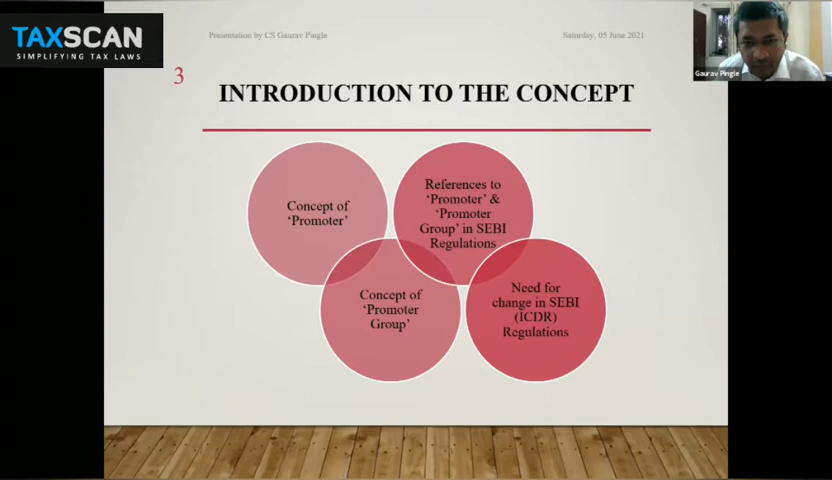 TAXSCAN
SIMPLIFYING TAX LAWS
Presentation by CS Gaurav Pingle
Saturday, 05 June 2021
Gaurav Pingle
3
INTRODUCTION TO THE CONCEPT
Concept of
‘Promoter’
Concept of
‘Promoter
Group’
References to
‘Promoter’ &
‘Promoter
Group’ in SEBI
Regulations
Need for
change in SEBI
(ICDR)
Regulations